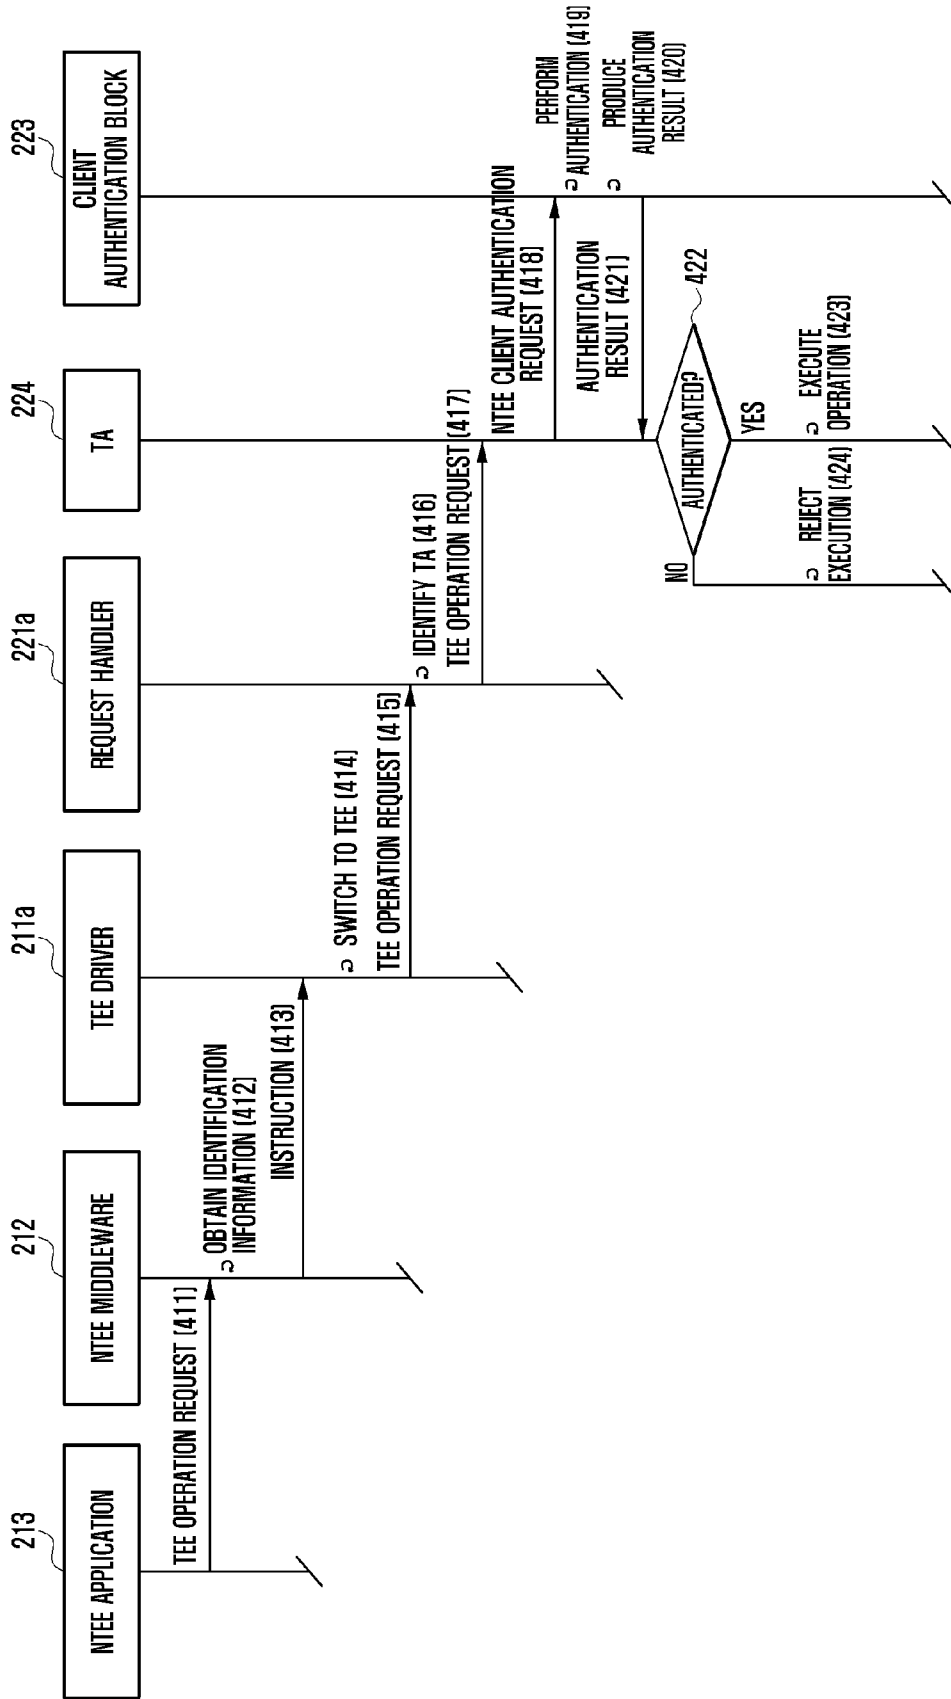 213
NTEE APPLICATION
212
NTEE MIDDLEWARE
211a
TEE DRIVER
221a
REQUEST HANDLER
224
TA
223
CLIENT
AUTHENTICATION BLOCK
TEE OPERATION REQUEST (411)
OBTAIN IDENTIFICATION
INFORMATION (412)
INSTRUCTION (413)
SWITCH TO TEE (414)
TEE OPERATION REQUEST (415)
IDENTIFY TA (416)
TEE OPERATION REQUEST (417)
NTEE CLIENT AUTHENTICATION
REQUEST (418)
PERFORM
AUTHENTICATION (419)
PRODUCE
AUTHENTICATION
RESULT (420)
AUTHENTICATION
RESULT (421)
422
AUTHENTICATED?
NO
YES
REJECT
EXECUTION (424)
EXECUTE
OPERATION (423)